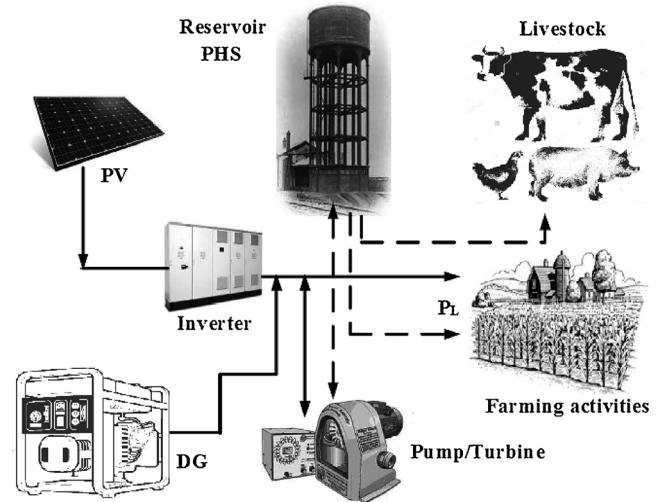 Reservoir
PHS
Livestock
PV
Inverter
PL
Farming activities
DG
Pump/Turbine